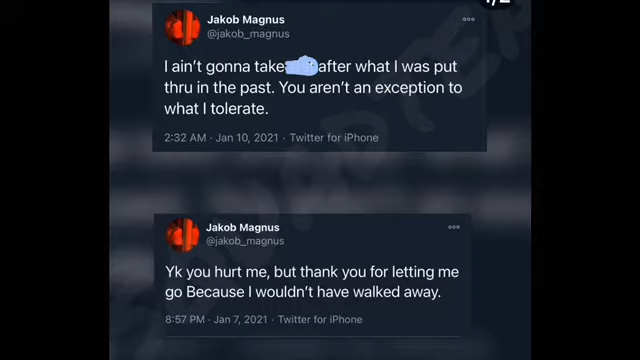 Jakob Magnus
@jakob_magnus
I ain't gonna take after what I was put
thru in the past. You aren't an exception to
what I tolerate.
2:32 AM · Jan 10, 2021 · Twitter for iPhone
Jakob Magnus
@jakob_magnus
Yk you hurt me, but thank you for letting me
go Because I wouldn't have walked away.
8:57 PM · Jan 7, 2021 · Twitter for iPhone